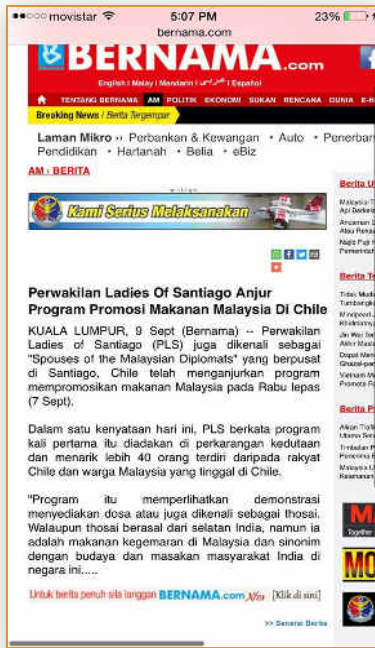 movistar 5:07 PM 23%
bernama.com
BERNAMA.com
English I Malay I Mandarin I عربي I Español
TENTANG BERNAMA AM POLITIK EKONOMI SUKAN RENCANA DUNIA
Breaking News / Berita Tergempar
Laman Mikro ›› Perbankan & Kewangan • Auto • Penerban
Pendidikan • Hartanah • Belia • eBiz
AM : BERITA
Kami Serius Melaksanakan
Perwakilan Ladies Of Santiago Anjur
Program Promosi Makanan Malaysia Di Chile
KUALA LUMPUR, 9 Sept (Bernama) -- Perwakilan
Ladies of Santiago (PLS) juga dikenali sebagai
"Spouses of the Malaysian Diplomats" yang berpusat
di Santiago, Chile telah menganjurkan program
mempromosikan makanan Malaysia pada Rabu lepas
(7 Sept).
Dalam satu kenyataan hari ini, PLS berkata program
kali pertama itu diadakan di perkarangan kedutaan
dan menarik lebih 40 orang terdiri daripada rakyat
Chile dan warga Malaysia yang tinggal di Chile.
"Program itu memperlihatkan demonstrasi
menyediakan dosa atau juga dikenali sebagai thosai.
Walaupun thosai berasal dari selatan India, namun ia
adalah makanan kegemaran di Malaysia dan sinonim
dengan budaya dan masakan masyarakat India di
negara ini.....
Untuk berita penuh sila langgan BERNAMA.com [Klik di sini]
>> Senarai Berita
Berita
Berita
Berita
Together